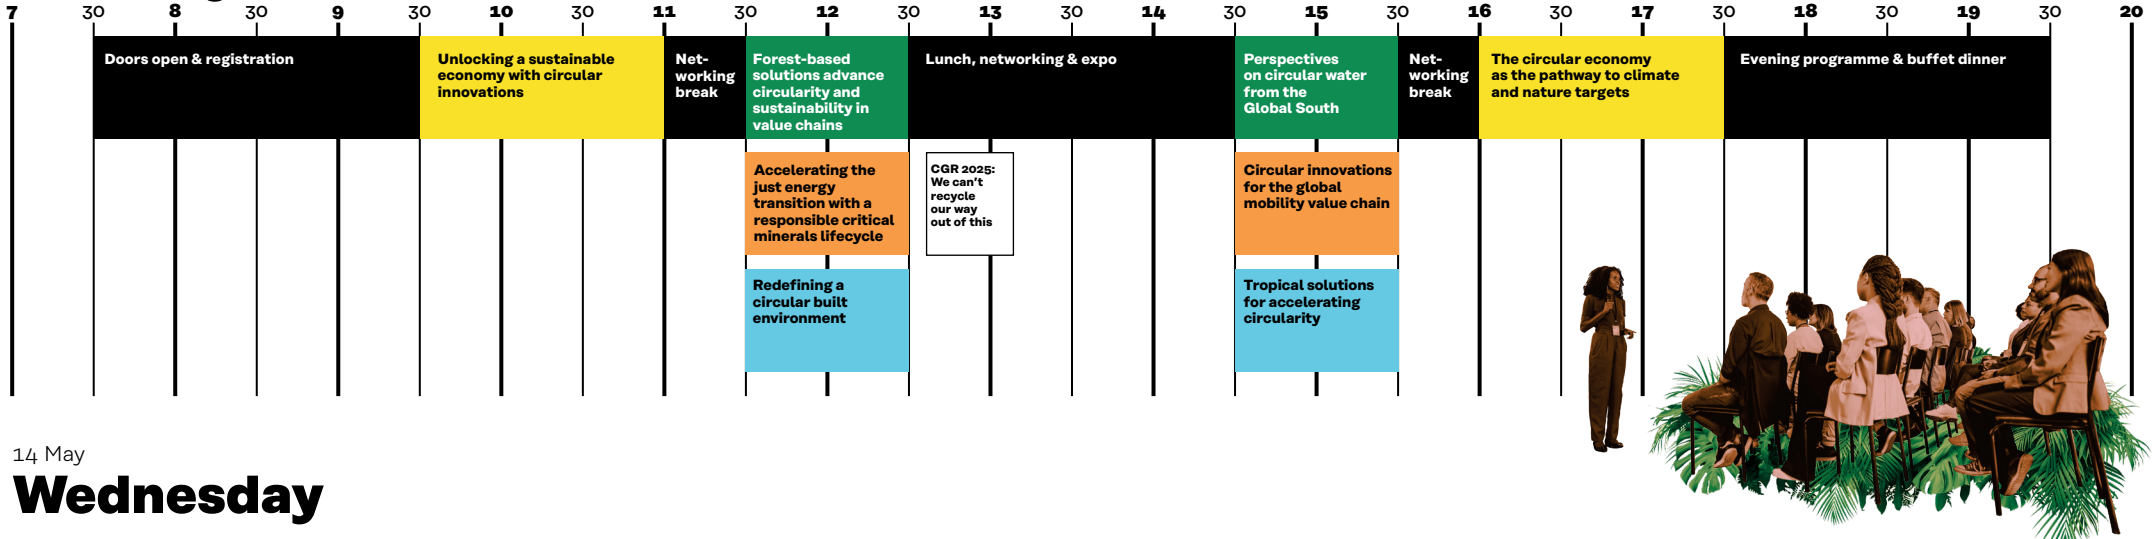 7 30 8 30 9 30 10 30 11 30 12 30 13 30 14 30 15 30 16 30 17 30 18 30 19 30 20
Doors open & registration
Unlocking a sustainable
economy with circular
innovations
Net-
working
break
Forest-based
solutions advance
circularity and
sustainability in
value chains
Lunch, networking & expo
Perspectives
on circular water
from the
Global South
Net-
working
break
The circular economy
as the pathway to climate
and nature targets
Evening programme & buffet dinner
Accelerating the
just energy
transition with a
responsible critical
minerals lifecycle
CGR 2025:
We can't
recycle
our way
out of this
Circular innovations
for the global
mobility value chain
Redefining a
circular built
environment
Tropical solutions
for accelerating
circularity
14 May
Wednesday